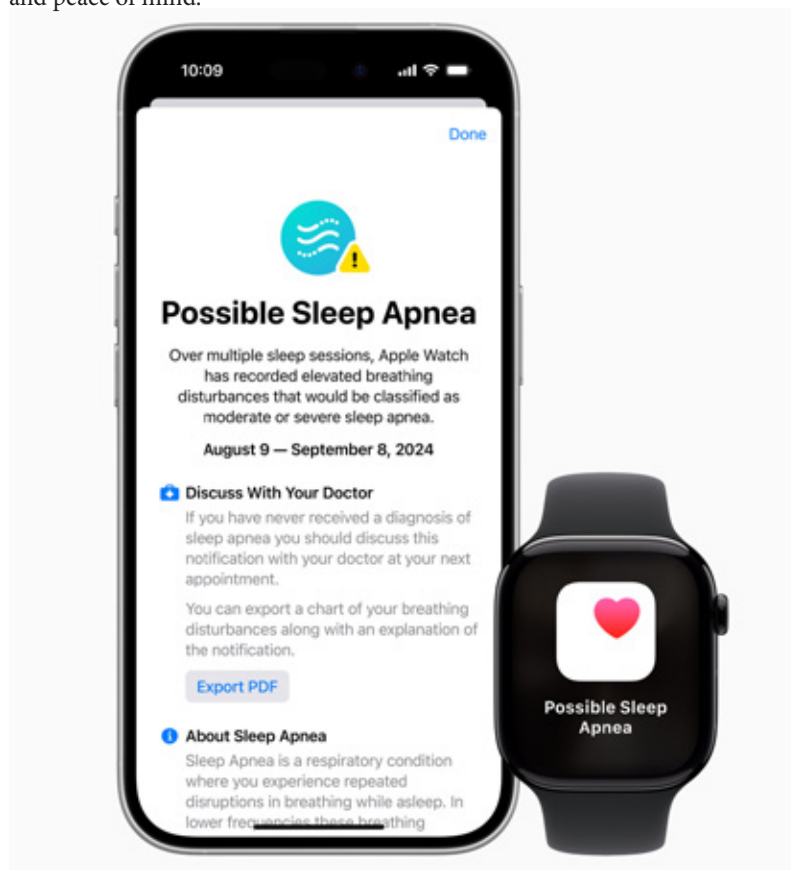 and peace of mind.
10:09
Done
Possible Sleep Apnea
Over multiple sleep sessions, Apple Watch
has recorded elevated breathing
disturbances that would be classified as
moderate or severe sleep apnea.
August 9 — September 8, 2024
Discuss With Your Doctor
If you have never received a diagnosis of
sleep apnea you should discuss this
notification with your doctor at your next
appointment.
You can export a chart of your breathing
disturbances along with an explanation of
the notification.
Export PDF
About Sleep Apnea
Sleep Apnea is a respiratory condition
where you experience repeated
disruptions in breathing while asleep. In
lower frequencies these breathing
Possible Sleep
Apnea